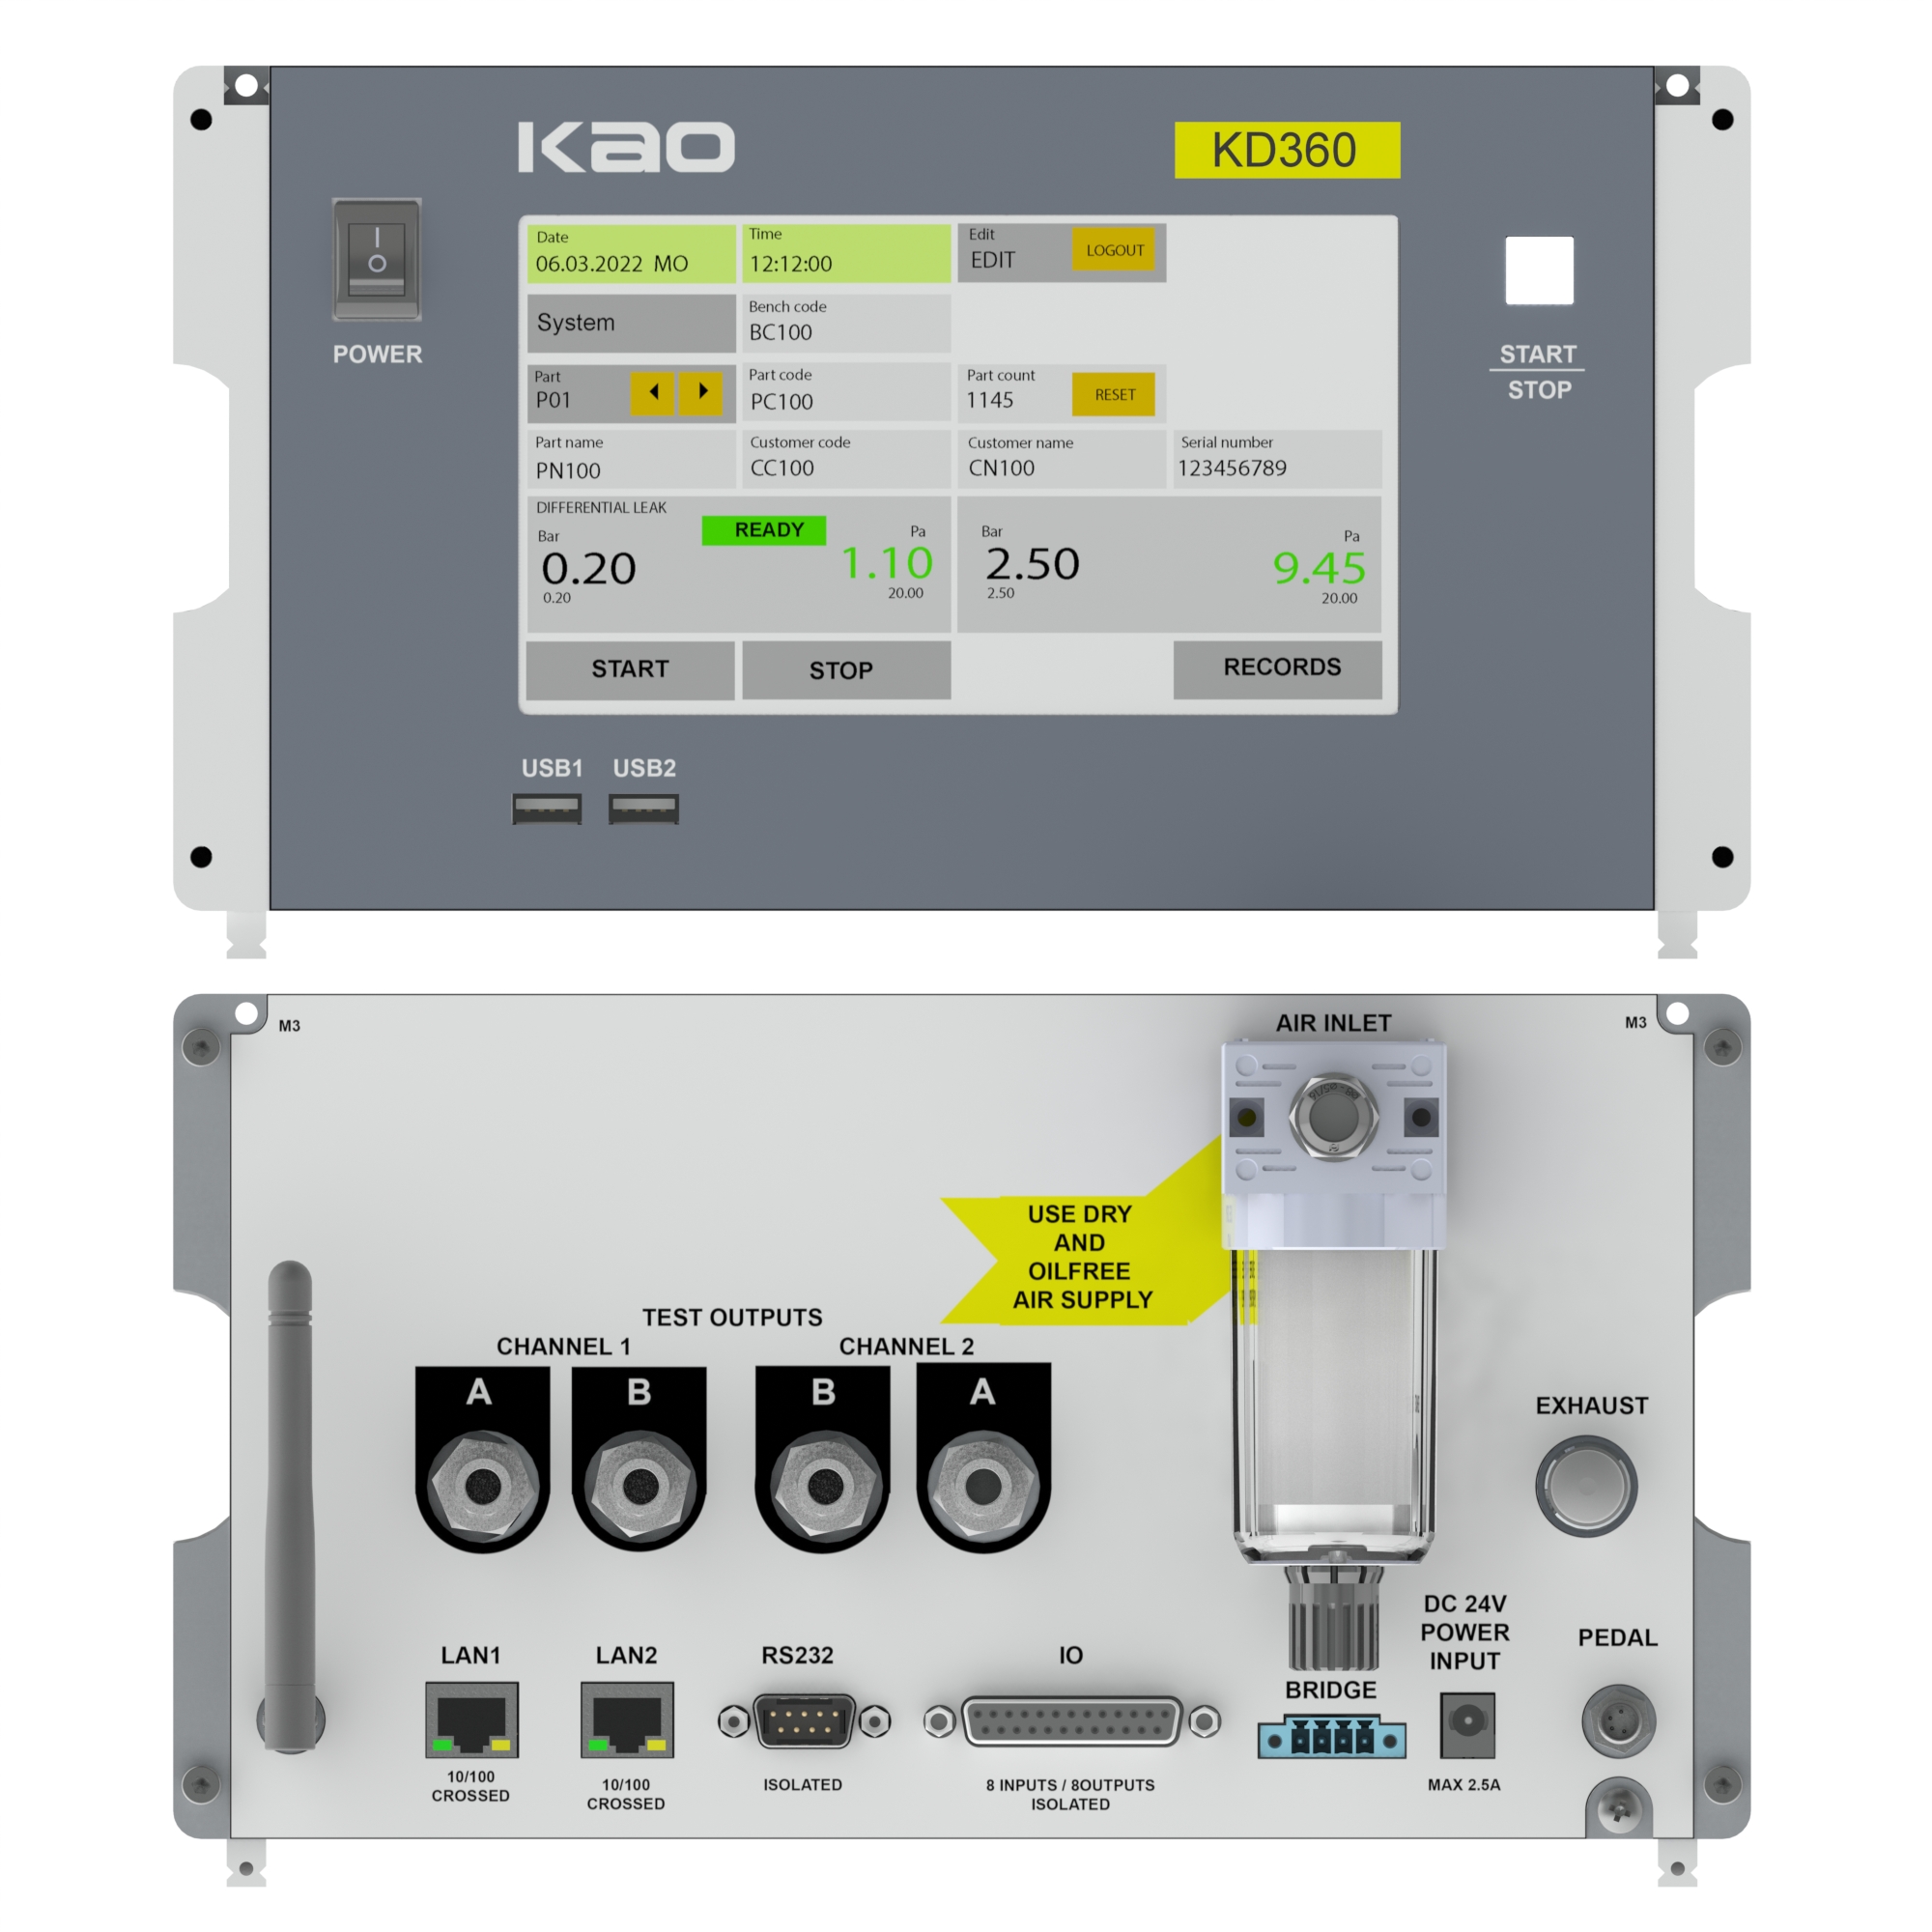 Kao
KD360
I
O
POWER
START
STOP
Date
06.03.2022 MO
Time
12:12:00
Edit
EDIT
LOGOUT
System
Bench code
BC100
Part
P01
Part code
PC100
Part count
1145
RESET
Part name
PN100
Customer code
CC100
Customer name
CN100
Serial number
123456789
DIFFERENTIAL LEAK
READY
Bar
0.20
0.20
Pa
1.10
20.00
Bar
2.50
2.50
Pa
9.45
20.00
START
STOP
RECORDS
USB1 USB2
M3
AIR INLET
M3
USE DRY
AND
OILFREE
AIR SUPPLY
TEST OUTPUTS
CHANNEL 1
CHANNEL 2
A
B
B
A
EXHAUST
DC 24V
POWER
INPUT
PEDAL
LAN1
LAN2
RS232
IO
BRIDGE
10/100
CROSSED
10/100
CROSSED
ISOLATED
8 INPUTS / 8OUTPUTS
ISOLATED
MAX 2.5A